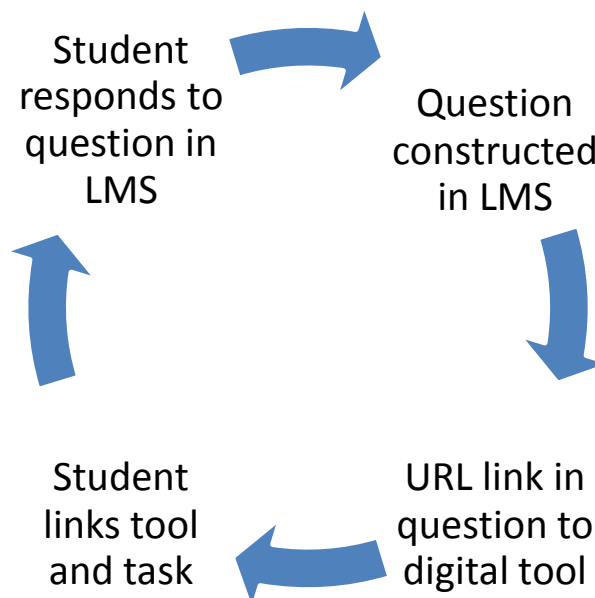 Student
responds to
question in
LMS
Question
constructed
in LMS
URL link in
question to
digital tool
Student
links tool
and task